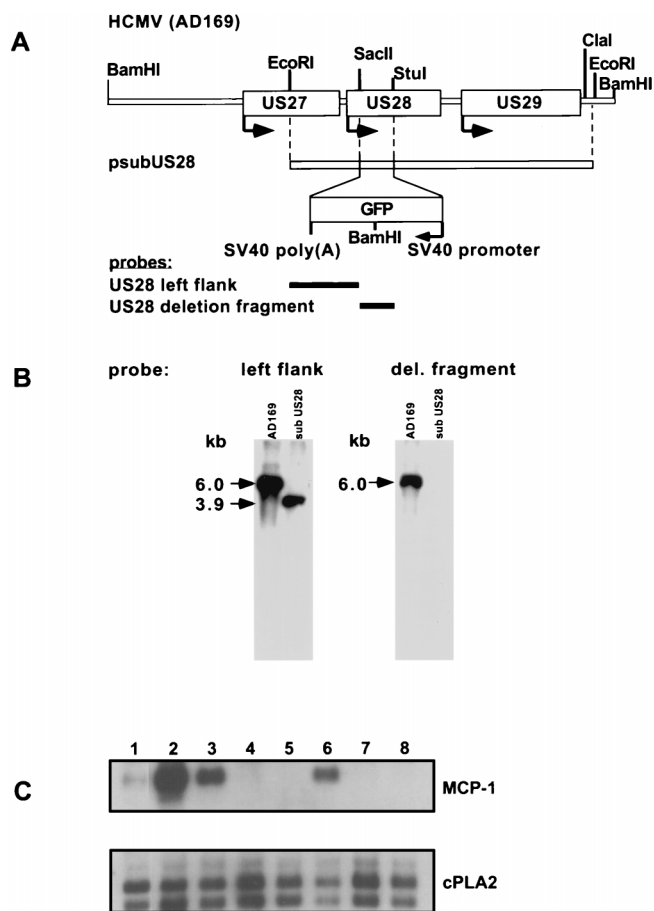 A
HCMV (AD169)
BamHI
EcoRI
SacII
StuI
ClaI
EcoRI
BamHI
US27
US28
US29
psubUS28
GFP
BamHI
SV40 poly(A)
SV40 promoter
probes:
US28 left flank
US28 deletion fragment
B
probe:
left flank
del. fragment
kb
AD169
sub US28
kb
AD169
sub US28
6.0
3.9
6.0
C
1 2 3 4 5 6 7 8
MCP-1
cPLA2